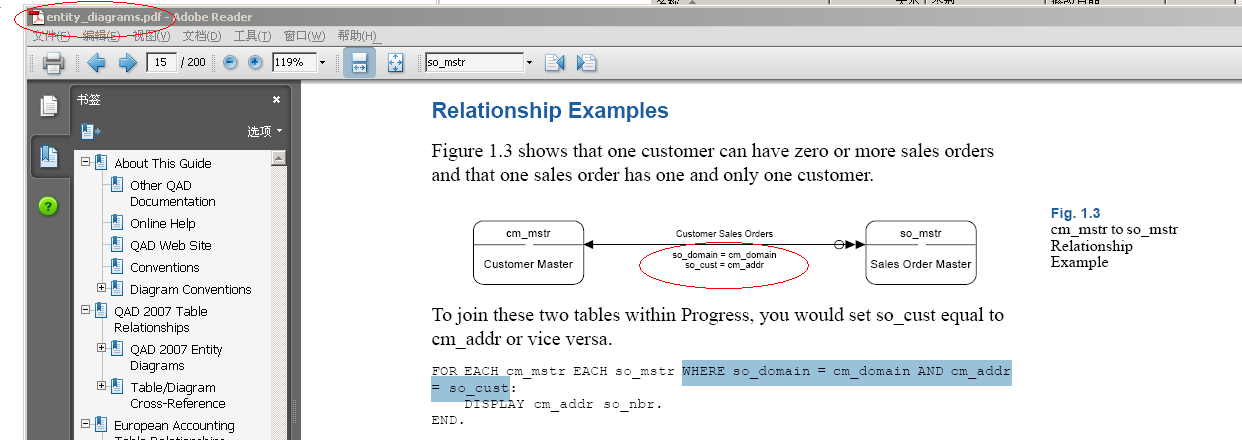 entity_diagrams.pdf - Adobe Reader
文件(F) 编辑(E) 视图(V) 文档(D) 工具(T) 窗口(W) 帮助(H)
15 / 200 119% so_mstr
书签
选项
About This Guide
Other QAD
Documentation
Online Help
QAD Web Site
Conventions
Diagram Conventions
QAD 2007 Table
Relationships
QAD 2007 Entity
Diagrams
Table/Diagram
Cross-Reference
European Accounting
Table Relationships
Relationship Examples
Figure 1.3 shows that one customer can have zero or more sales orders
and that one sales order has one and only one customer.
cm_mstr
Customer Master
Customer Sales Orders
so_domain = cm_domain
so_cust = cm_addr
so_mstr
Sales Order Master
Fig. 1.3
cm_mstr to so_mstr
Relationship
Example
To join these two tables within Progress, you would set so_cust equal to
cm_addr or vice versa.
FOR EACH cm_mstr EACH so_mstr WHERE so_domain = cm_domain AND cm_addr
= so_cust:
DISPLAY cm_addr so_nbr.
END.